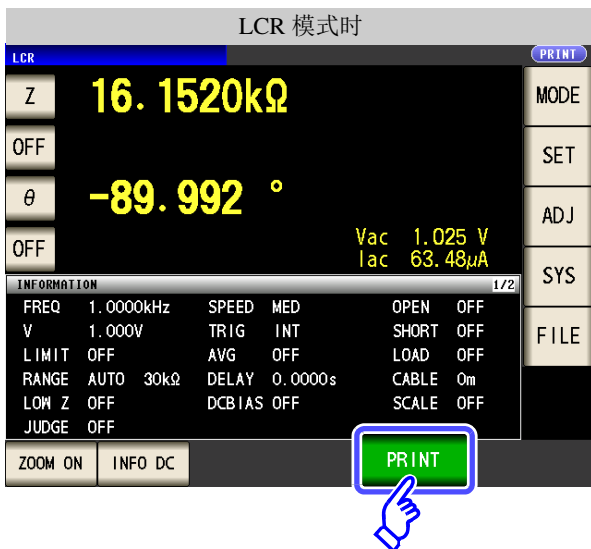 LCR 模式时
LCR PRINT
Z 16.1520kΩ MODE
OFF SET
θ -89.992 ° ADJ
OFF Vac 1.025 V
Iac 63.48μA SYS
INFORMATION 1/2
FREQ 1.0000kHz SPEED MED OPEN OFF
V 1.000V TRIG INT SHORT OFF FILE
LIMIT OFF AVG OFF LOAD OFF
RANGE AUTO 30kΩ DELAY 0.0000s CABLE 0m
LOW Z OFF DCBIAS OFF SCALE OFF
JUDGE OFF
ZOOM ON INFO DC PRINT